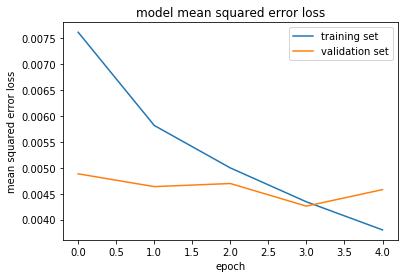 model mean squared error loss
training set
validation set
mean squared error loss
0.0075
0.0070
0.0065
0.0060
0.0055
0.0050
0.0045
0.0040
0.0 0.5 1.0 1.5 2.0 2.5 3.0 3.5 4.0
epoch